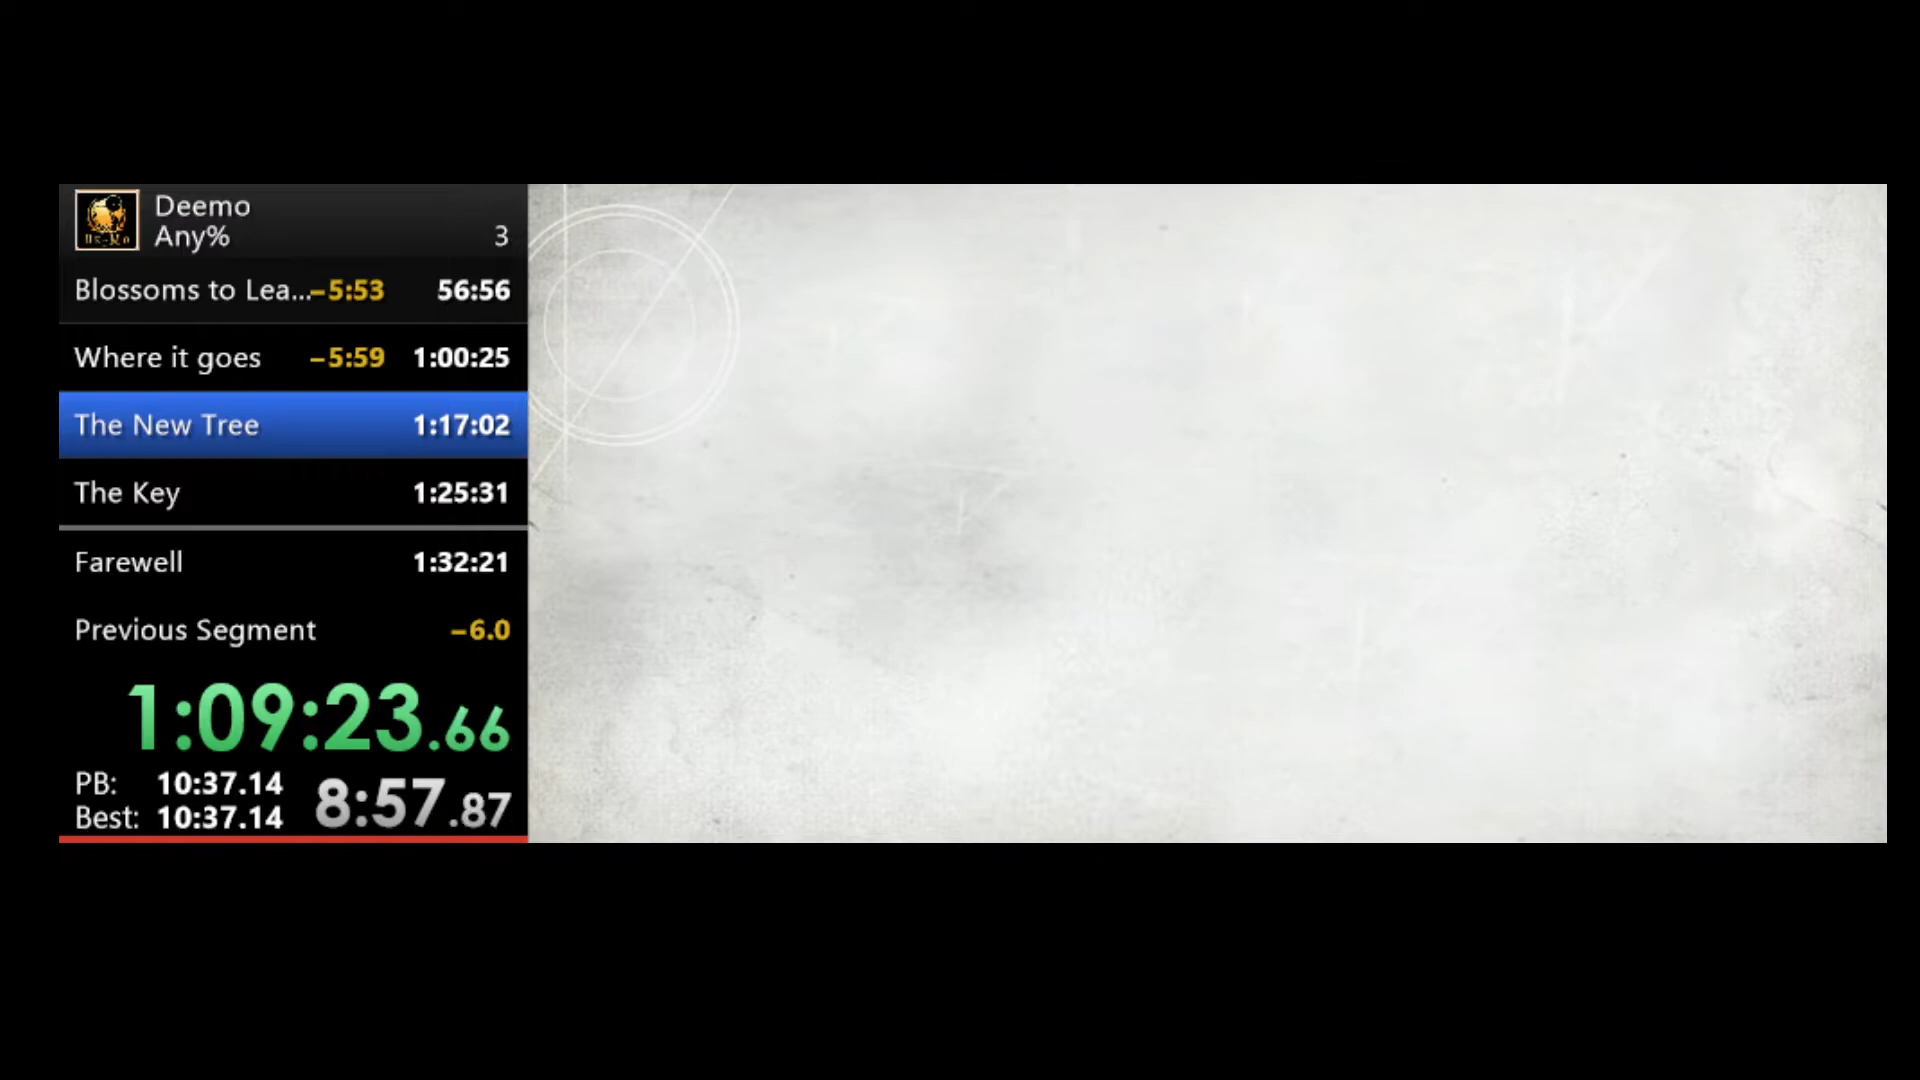 Deemo
Any% 3
Blossoms to Lea... −5:53 56:56
Where it goes −5:59 1:00:25
The New Tree 1:17:02
The Key 1:25:31
Farewell 1:32:21
Previous Segment −6.0
1:09:23.66
PB: 10:37.14
Best: 10:37.14
8:57.87